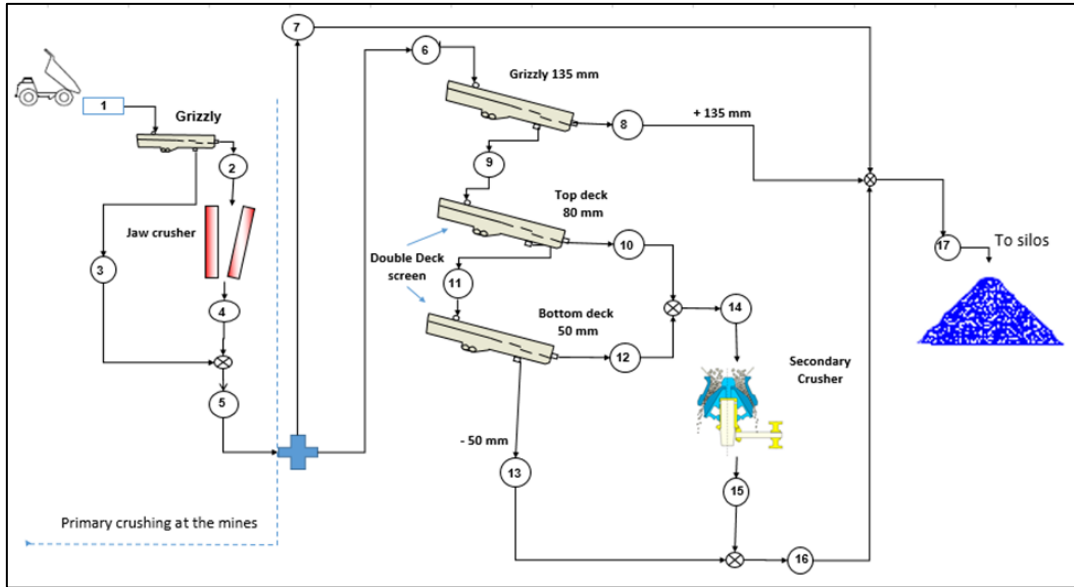 7
6
Grizzly 135 mm
1
Grizzly
8
+ 135 mm
2
9
Top deck
80 mm
Jaw crusher
10
17
To silos
Double Deck
screen
3
11
4
14
Bottom deck
50 mm
12
Secondary
Crusher
5
- 50 mm
13
15
Primary crushing at the mines
16